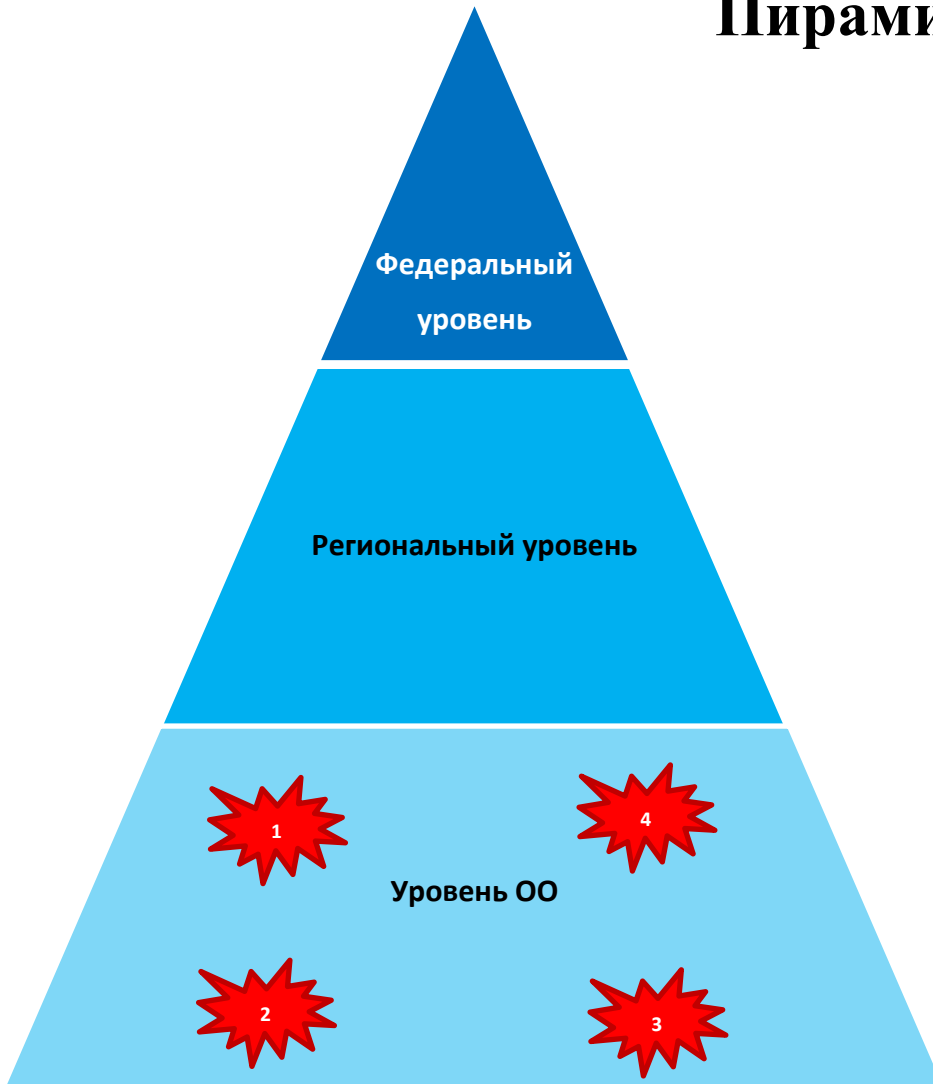 Пирами
Федеральный
уровень
Региональный уровень
1
4
Уровень ОО
2
3